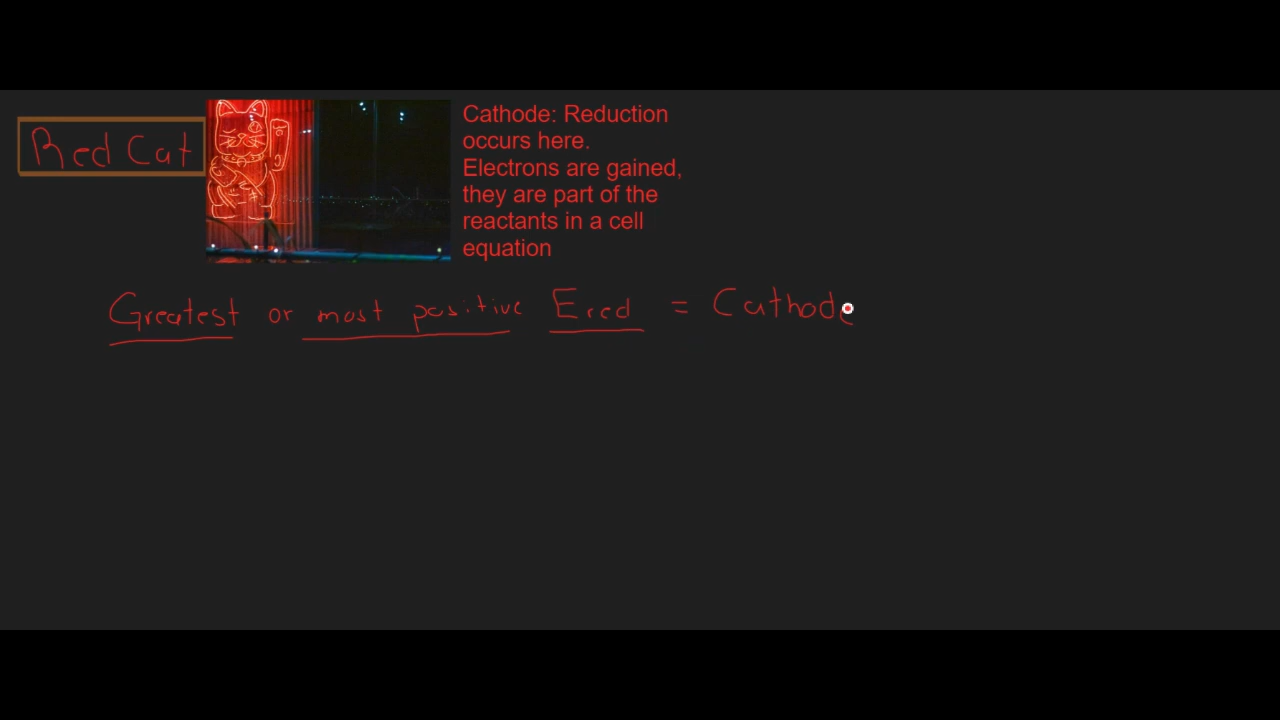 Red Cat
Cathode: Reduction
occurs here.
Electrons are gained,
they are part of the
reactants in a cell
equation
Greatest or most positive Ered = Cathode